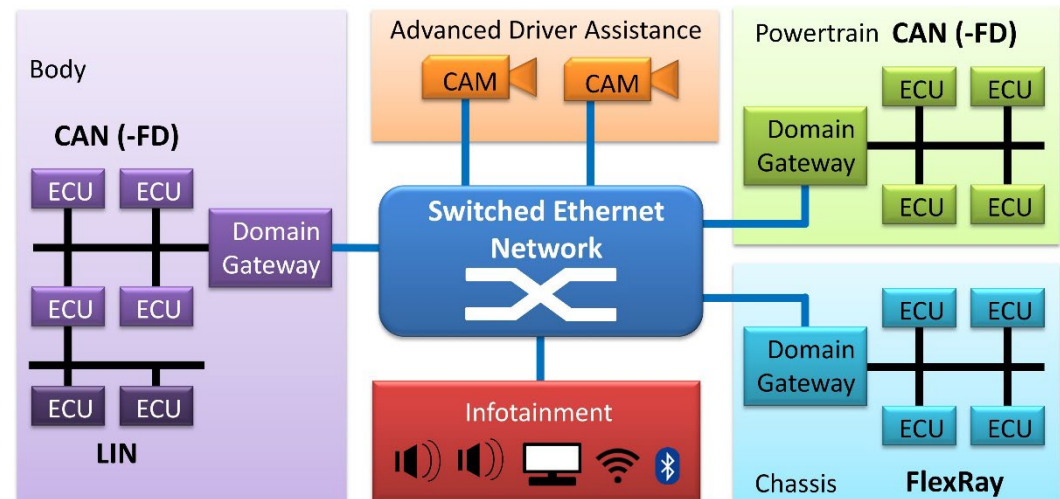 Body
CAN (-FD)
ECU
ECU
Domain
Gateway
ECU
ECU
ECU
ECU
LIN
Advanced Driver Assistance
CAM
CAM
Switched Ethernet
Network
Infotainment
Powertrain CAN (-FD)
ECU
ECU
Domain
Gateway
ECU
ECU
ECU
ECU
Domain
Gateway
ECU
ECU
Chassis FlexRay